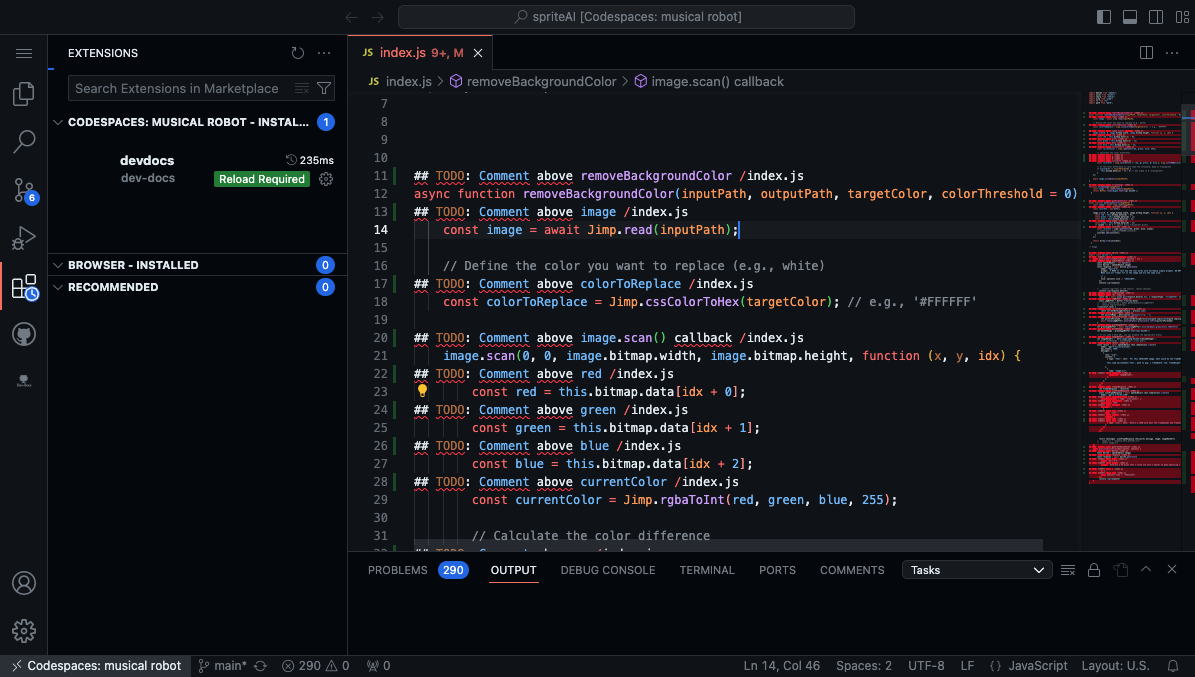 spriteAI [Codespaces: musical robot]
EXTENSIONS
Search Extensions in Marketplace
CODESPACES: MUSICAL ROBOT - INSTAL... 1
devdocs 235ms
dev-docs Reload Required
BROWSER - INSTALLED 0
RECOMMENDED 0
6
JS index.js 9+, M
JS index.js > removeBackgroundColor > image.scan() callback
7
8
9
10
11 ## TODO: Comment above removeBackgroundColor /index.js
12 async function removeBackgroundColor(inputPath, outputPath, targetColor, colorThreshold = 0)
13 ## TODO: Comment above image /index.js
14 const image = await Jimp.read(inputPath);
15
16 // Define the color you want to replace (e.g., white)
17 ## TODO: Comment above colorToReplace /index.js
18 const colorToReplace = Jimp.cssColorToHex(targetColor); // e.g., '#FFFFFF'
19
20 ## TODO: Comment above image.scan() callback /index.js
21 image.scan(0, 0, image.bitmap.width, image.bitmap.height, function (x, y, idx) {
22 ## TODO: Comment above red /index.js
23 const red = this.bitmap.data[idx + 0];
24 ## TODO: Comment above green /index.js
25 const green = this.bitmap.data[idx + 1];
26 ## TODO: Comment above blue /index.js
27 const blue = this.bitmap.data[idx + 2];
28 ## TODO: Comment above currentColor /index.js
29 const currentColor = Jimp.rgbaToInt(red, green, blue, 255);
30
31 // Calculate the color difference
PROBLEMS 290 OUTPUT DEBUG CONSOLE TERMINAL PORTS COMMENTS Tasks
Codespaces: musical robot main* 290 0 0 Ln 14, Col 46 Spaces: 2 UTF-8 LF {} JavaScript Layout: U.S.